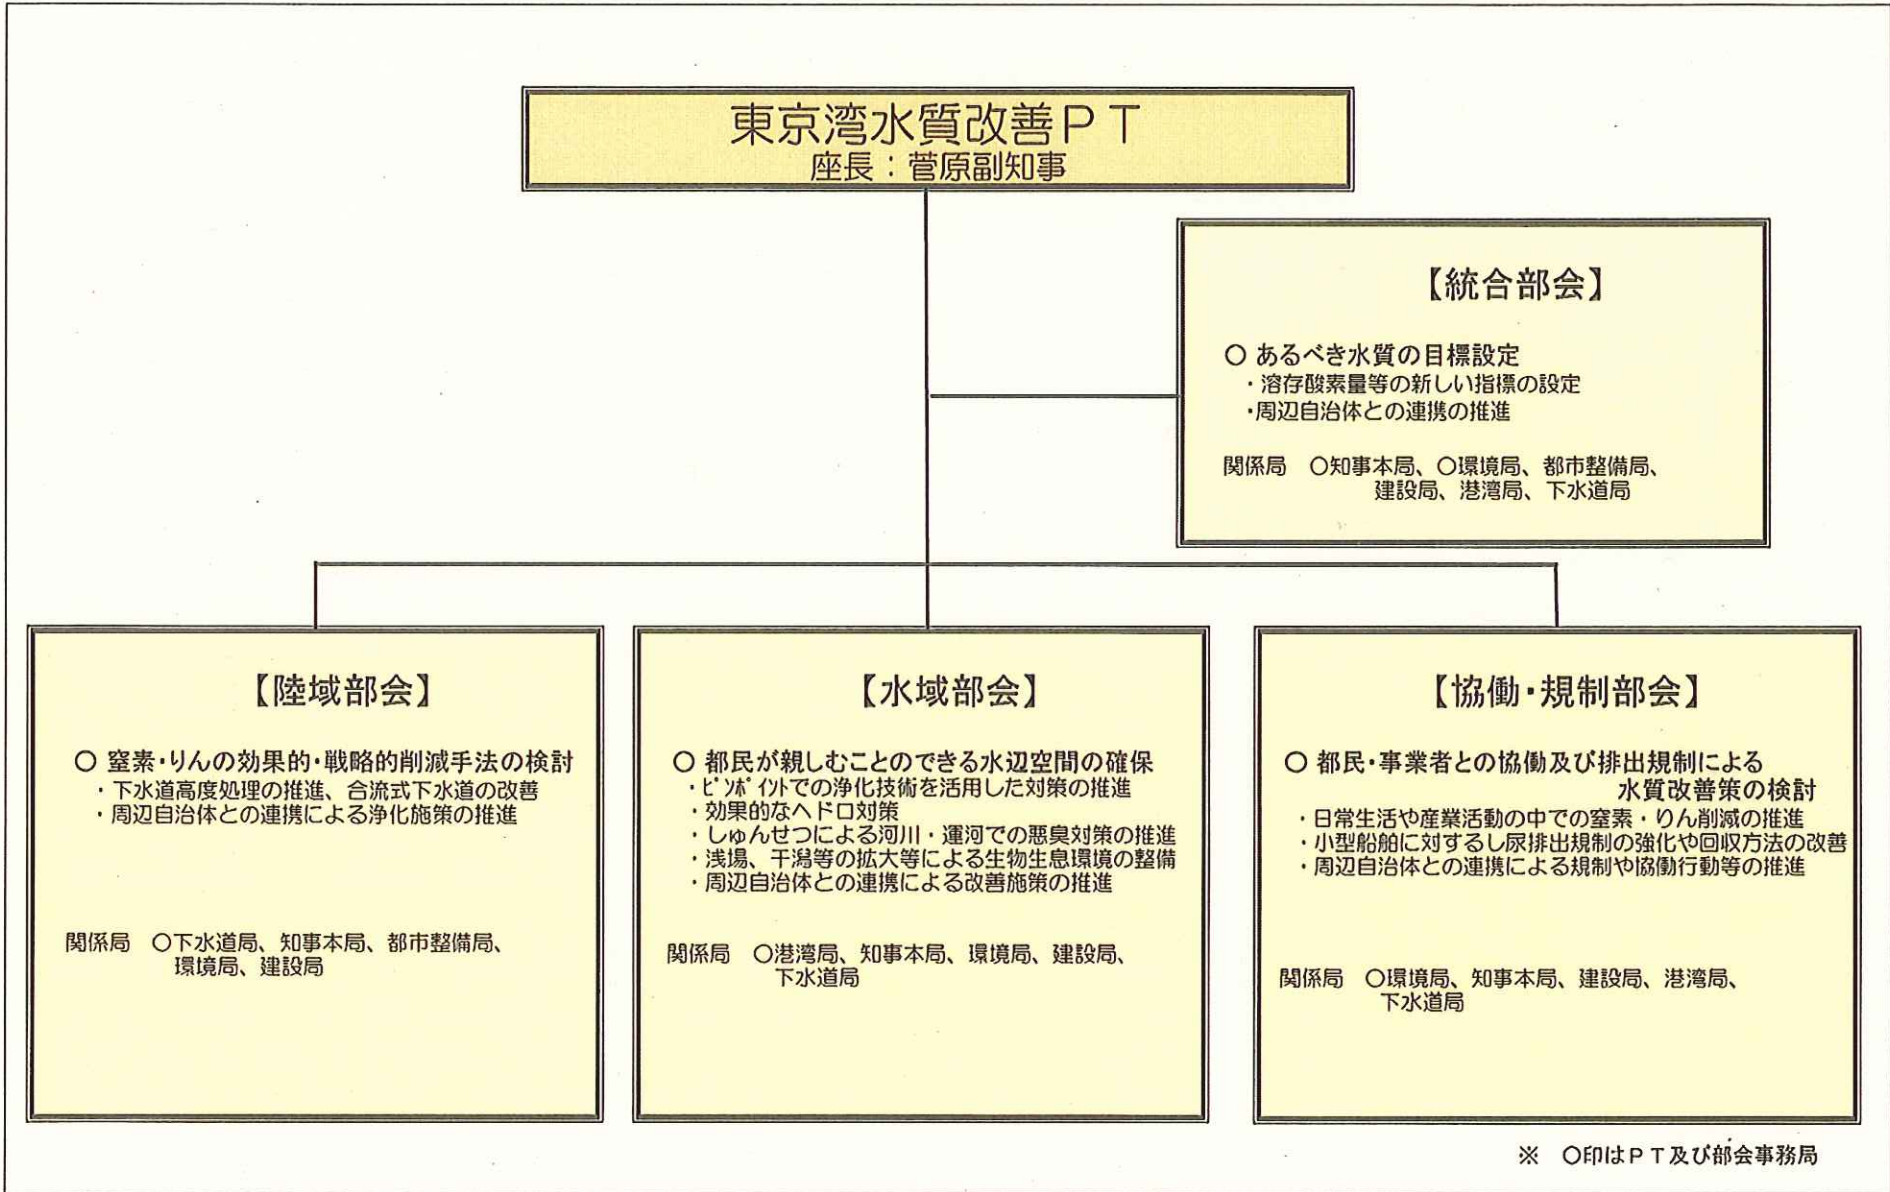 東京湾水質改善ＰＴ
座長：菅原副知事
【統合部会】
○ あるべき水質の目標設定
・溶存酸素量等の新しい指標の設定
・周辺自治体との連携の推進
関係局　○知事本局、○環境局、都市整備局、
建設局、港湾局、下水道局
【陸域部会】
○ 窒素・りんの効果的・戦略的削減手法の検討
・下水道高度処理の推進、合流式下水道の改善
・周辺自治体との連携による浄化施策の推進
関係局　○下水道局、知事本局、都市整備局、
環境局、建設局
【水域部会】
○ 都民が親しむことのできる水辺空間の確保
・ﾋﾟﾝﾎﾟｲﾝﾄでの浄化技術を活用した対策の推進
・効果的なヘドロ対策
・しゅんせつによる河川・運河での悪臭対策の推進
・浅場、干潟等の拡大等による生物生息環境の整備
・周辺自治体との連携による改善施策の推進
関係局　○港湾局、知事本局、環境局、建設局、
下水道局
【協働・規制部会】
○ 都民・事業者との協働及び排出規制による
水質改善策の検討
・日常生活や産業活動の中での窒素・りん削減の推進
・小型船舶に対するし尿排出規制の強化や回収方法の改善
・周辺自治体との連携による規制や協働行動等の推進
関係局　○環境局、知事本局、建設局、港湾局、
下水道局
※　○印はＰＴ及び部会事務局